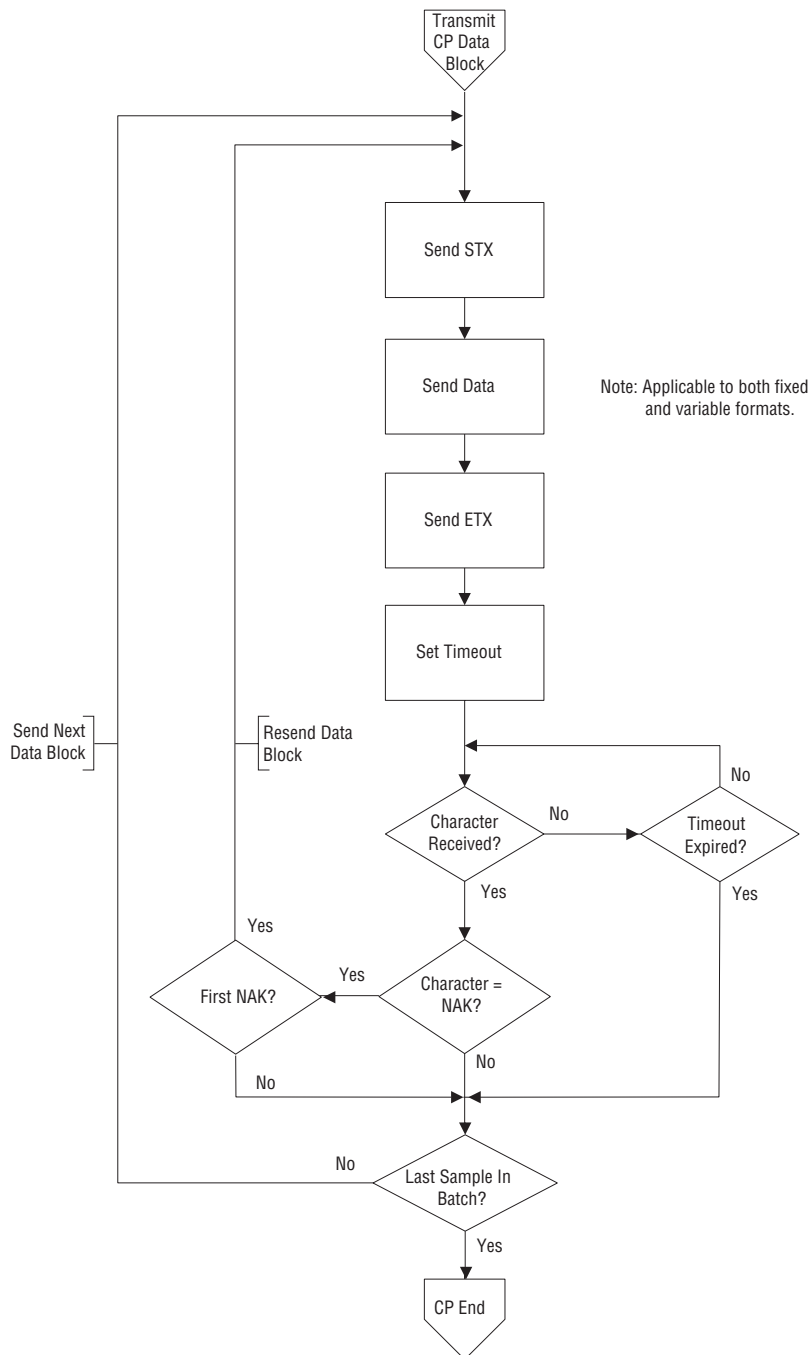 Transmit
CP Data
Block
Send STX
Send Data
Note: Applicable to both fixed
and variable formats.
Send ETX
Set Timeout
Send Next
Data Block
Resend Data
Block
No
Character
Received?
No
Timeout
Expired?
Yes
Yes
Yes
First NAK?
Yes
Character =
NAK?
No
No
No
Last Sample In
Batch?
Yes
CP End